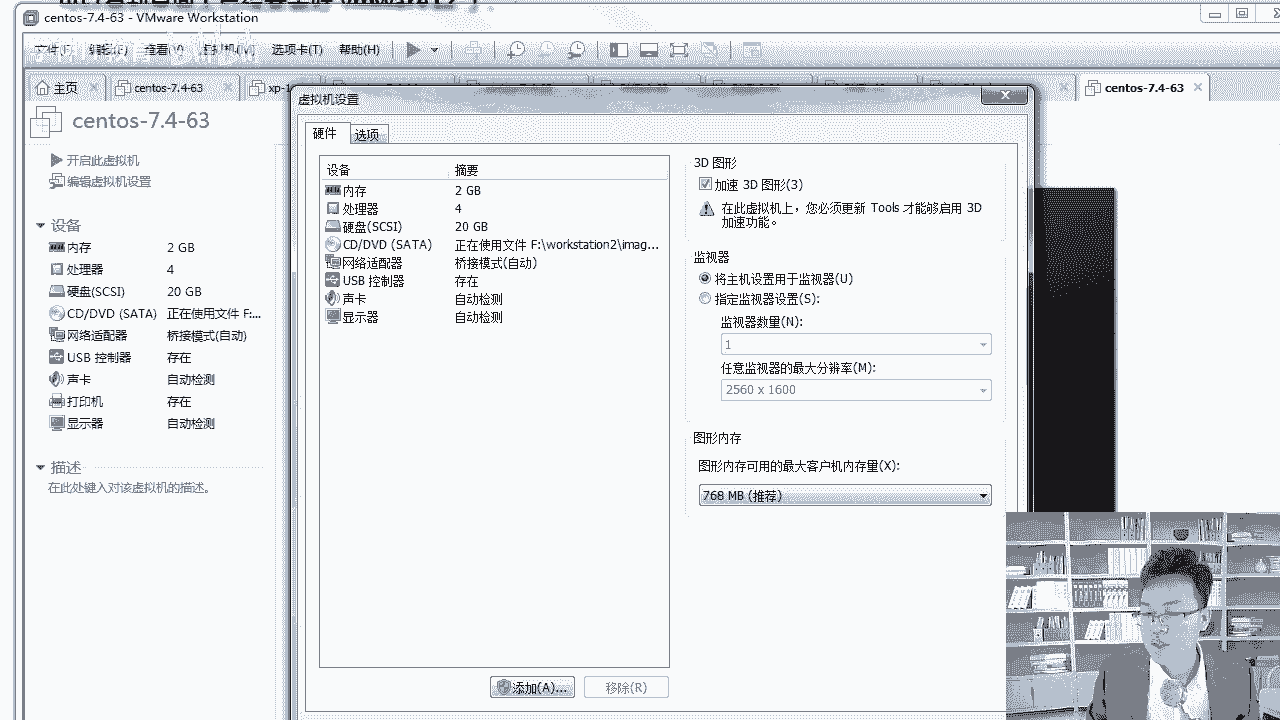 centos-7.4-63 - VMware Workstation
选项卡(T) 帮助(H)
主页 centos-7.4-63 centos-7.4-63
centos-7.4-63
开启此虚拟机
编辑虚拟机设置
设备
内存 2 GB
处理器 4
硬盘(SCSI) 20 GB
CD/DVD (SATA) 正在使用文件 F:...
网络适配器 桥接模式(自动)
USB 控制器 存在
声卡 自动检测
打印机 存在
显示器 自动检测
描述
在此处键入对该虚拟机的描述。
虚拟机设置
硬件 选项
设备 摘要
内存 2 GB
处理器 4
硬盘(SCSI) 20 GB
CD/DVD (SATA) 正在使用文件 F:\workstation2\imag...
网络适配器 桥接模式(自动)
USB 控制器 存在
声卡 自动检测
显示器 自动检测
添加(A)... 移除(R)
3D 图形
加速 3D 图形(3)
在此虚拟机上，您必须更新 Tools 才能够启用 3D
加速功能。
监视器
将主机设置用于监视器(U)
指定监视器设置(S):
监视器数量(N):
1
任意监视器的最大分辨率(M):
2560 x 1600
图形内存
图形内存可用的最大客户机内存量(X):
768 MB (推荐)